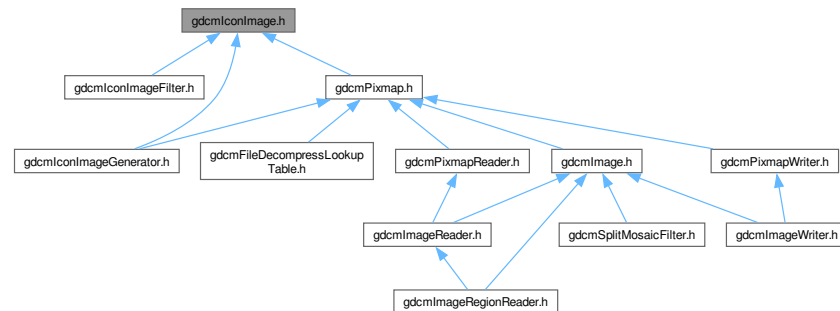 gdcmIconImage.h
gdcmIconImageFilter.h
gdcmPixmap.h
gdcmIconImageGenerator.h
gdcmFileDecompressLookup
Table.h
gdcmPixmapReader.h
gdcmImage.h
gdcmPixmapWriter.h
gdcmImageReader.h
gdcmSplitMosaicFilter.h
gdcmImageWriter.h
gdcmImageRegionReader.h